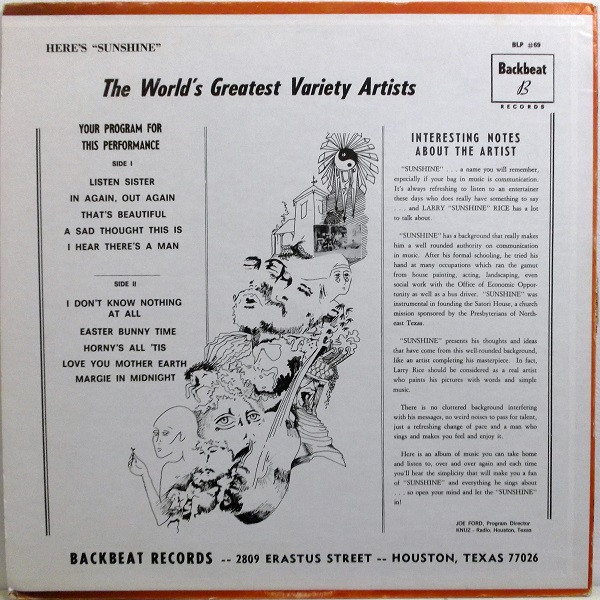 HERE'S "SUNSHINE"
BLP #69
The World's Greatest Variety Artists
Backbeat
B
RECORDS
YOUR PROGRAM FOR
THIS PERFORMANCE
SIDE I
LISTEN SISTER
IN AGAIN, OUT AGAIN
THAT'S BEAUTIFUL
A SAD THOUGHT THIS IS
I HEAR THERE'S A MAN
SIDE II
I DON'T KNOW NOTHING
AT ALL
EASTER BUNNY TIME
HORNY'S ALL 'TIS
LOVE YOU MOTHER EARTH
MARGIE IN MIDNIGHT
INTERESTING NOTES
ABOUT THE ARTIST
"SUNSHINE" . . . a name you will remember,
especially if your bag in music is communication.
It's always refreshing to listen to an entertainer
these days who does really have something to say
. . . and LARRY "SUNSHINE" RICE has a lot
to talk about.
"SUNSHINE" has a background that really makes
him a well rounded authority on communication
in music. After his formal schooling, he tried his
hand at many occupations which ran the gamut
from house painting, acting, landscaping, even
social work with the Office of Economic Oppor-
tunity as well as a bus driver. "SUNSHINE" was
instrumental in founding the Satori House, a church
mission sponsored by the Presbyterians of North-
east Texas.
"SUNSHINE" presents his thoughts and ideas
that have come from this well-rounded background,
like an artist completing his masterpiece. In fact,
Larry Rice should be considered as a real artist
who paints his pictures with words and simple
music.
There is no cluttered background interfering
with his messages, no weird noises to pass for talent,
just a refreshing change of pace and a man who
sings and makes you feel and enjoy it.
Here is an album of music you can take home
and listen to, over and over again and each time
you'll hear the simplicity that will make you a fan
of "SUNSHINE" and everything he sings about
. . . so open your mind and let the "SUNSHINE"
in!
JOE FORD, Program Director
KNUZ - Radio, Houston, Texas
BACKBEAT RECORDS -- 2809 ERASTUS STREET -- HOUSTON, TEXAS 77026